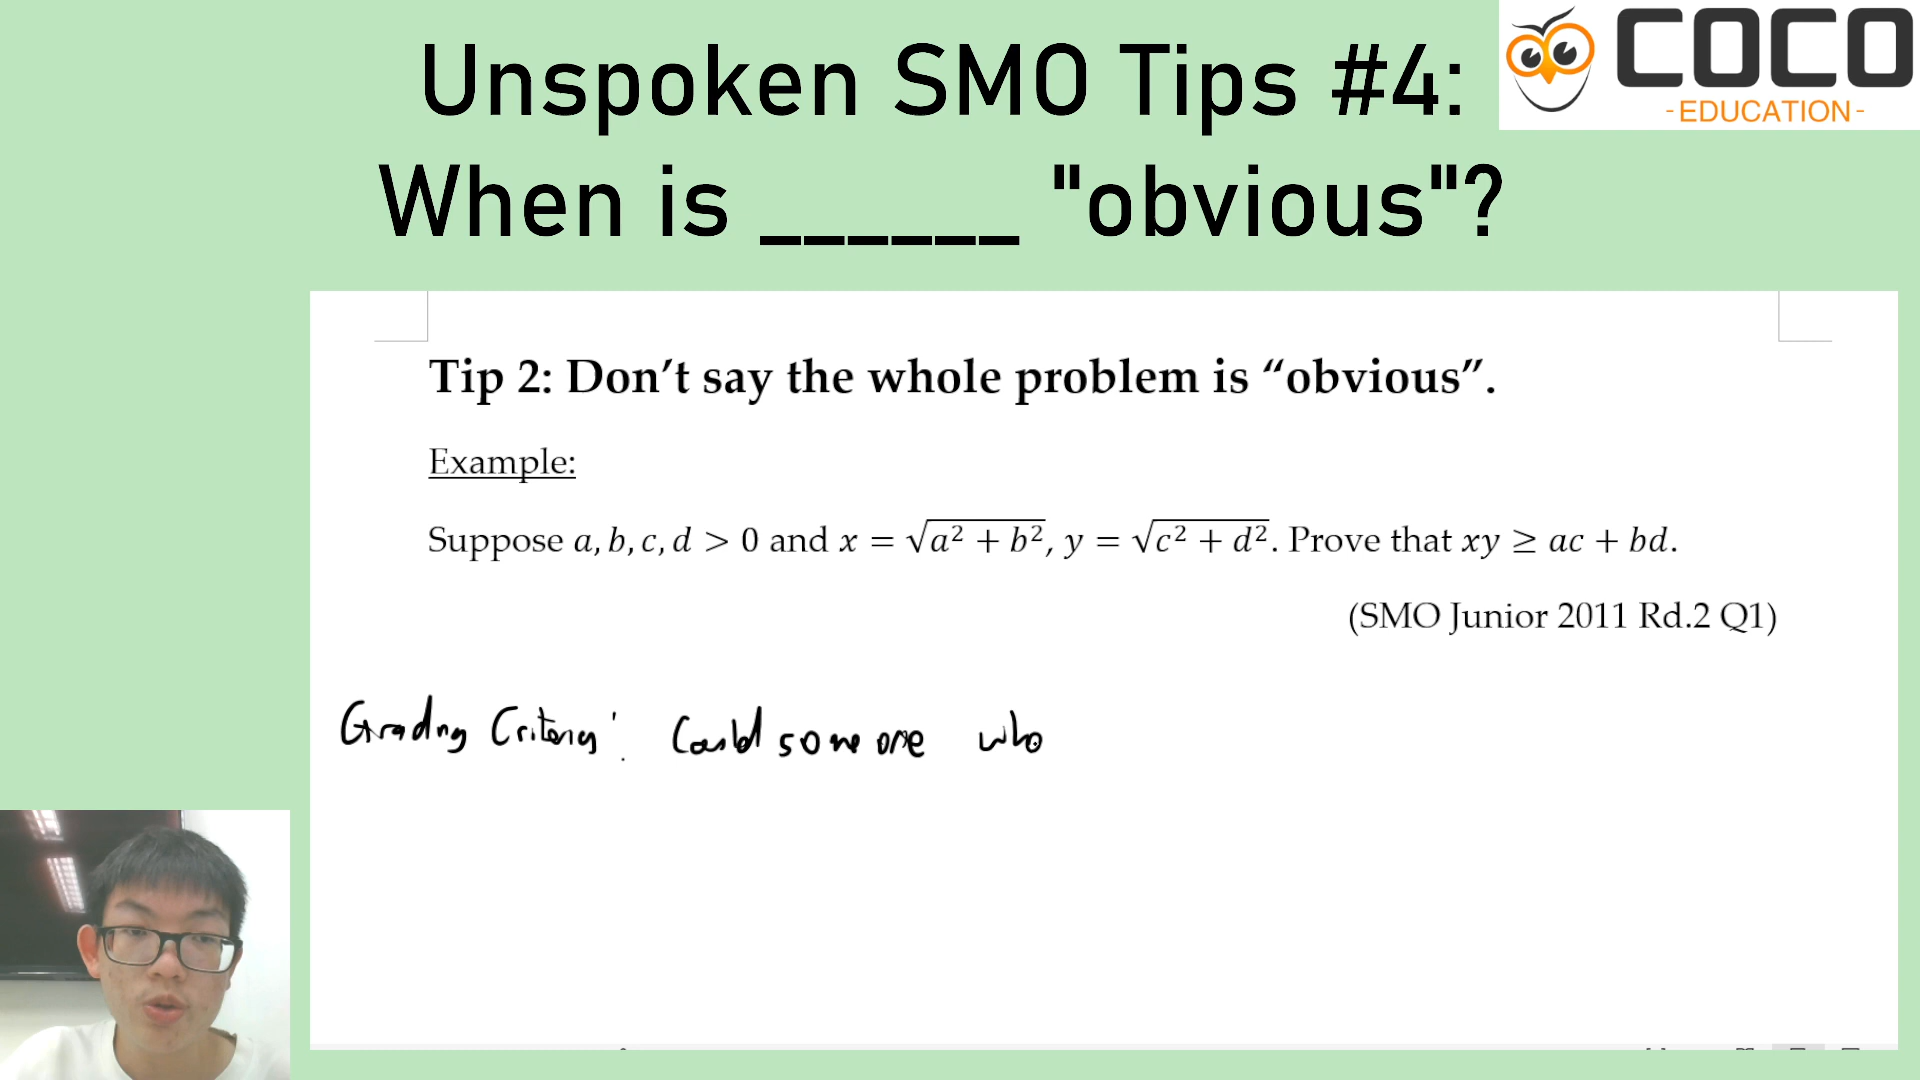 Unspoken SMO Tips #4:
When is ______ "obvious"?
COCO
-EDUCATION-
Tip 2: Don’t say the whole problem is “obvious”.
Example:
Suppose a, b, c, d > 0 and x = √(a² + b²), y = √(c² + d²). Prove that xy ≥ ac + bd.
(SMO Junior 2011 Rd.2 Q1)
Grading Criteria: Could someone who